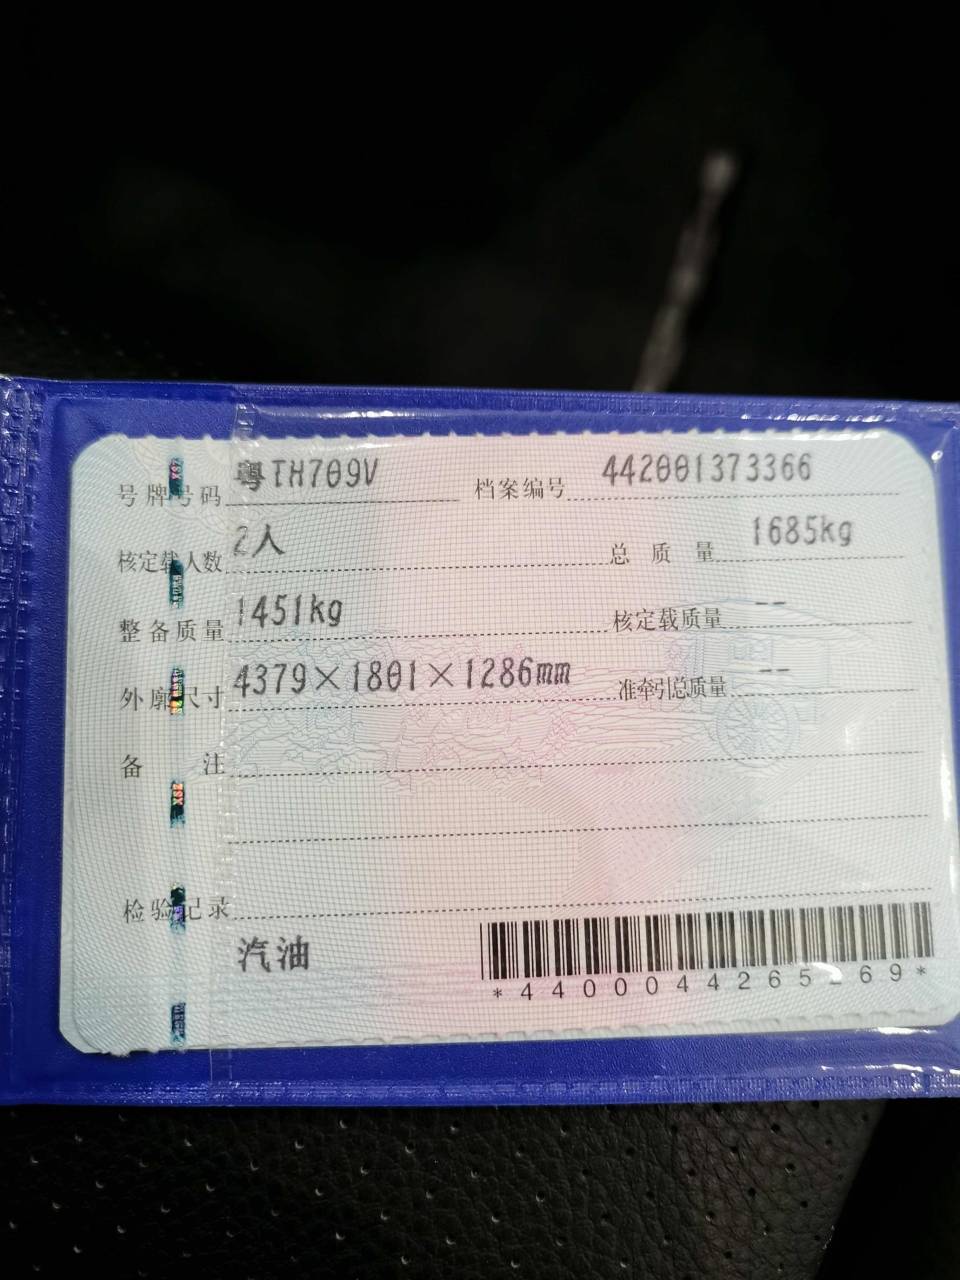 号牌号码 粤TH709V 档案编号 442001373366
核定载人数 2人 总质量 1685kg
整备质量 1451kg 核定载质量 --
外廓尺寸 4379×1801×1286mm 准牵引总质量 --
备注
检验记录
汽油